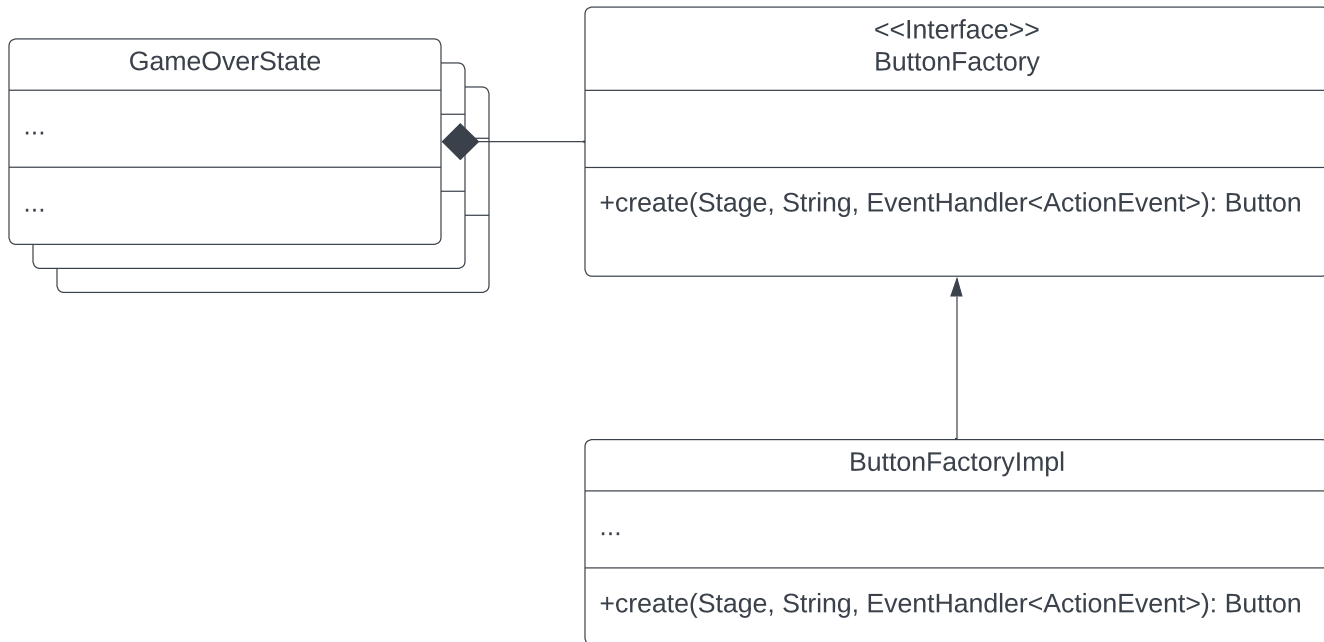 GameOverState
...
...
<<Interface>>
ButtonFactory
+create(Stage, String, EventHandler<ActionEvent>): Button
ButtonFactoryImpl
...
+create(Stage, String, EventHandler<ActionEvent>): Button